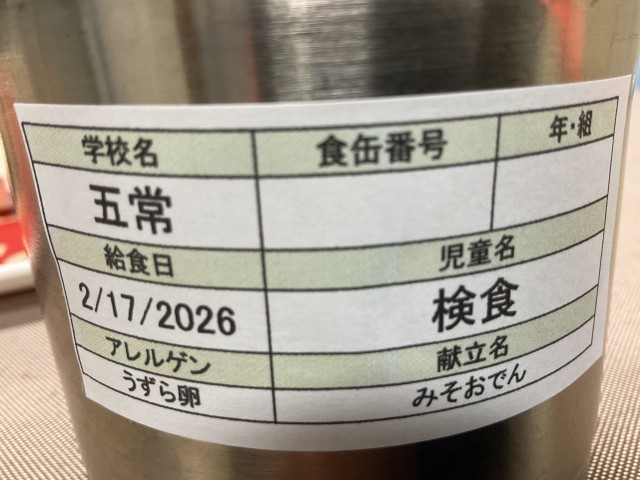 学校名 食缶番号 年・組
五常
給食日 児童名
2/17/2026 検食
アレルゲン 献立名
うずら卵 みそおでん